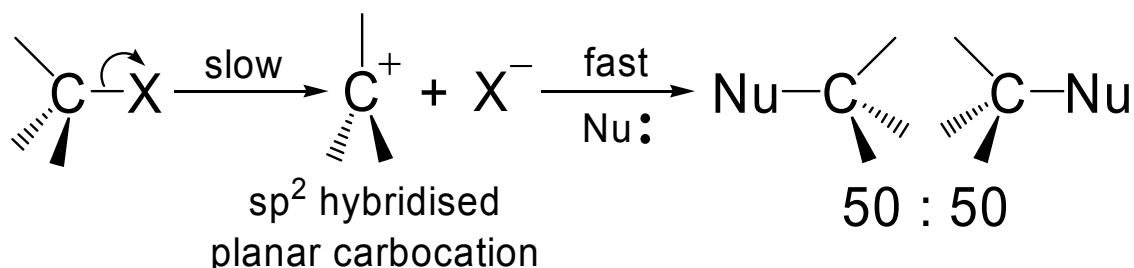 C–X slow C⁺ + X⁻ fast Nu–C C–Nu
Nu:
sp² hybridised 50 : 50
planar carbocation